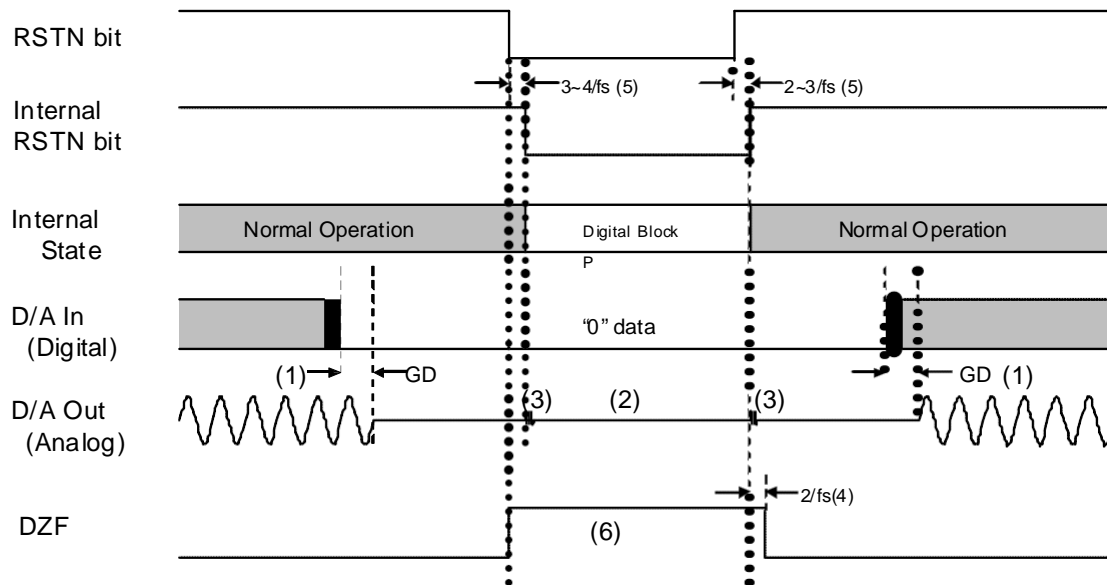 RSTN bit
3~4/fs (5)
2~3/fs (5)
Internal
RSTN bit
Internal
State
Normal Operation
Digital Block
P
Normal Operation
D/A In
(Digital)
“0” data
(1)
GD
GD
(1)
D/A Out
(Analog)
(3)
(2)
(3)
2/fs(4)
DZF
(6)